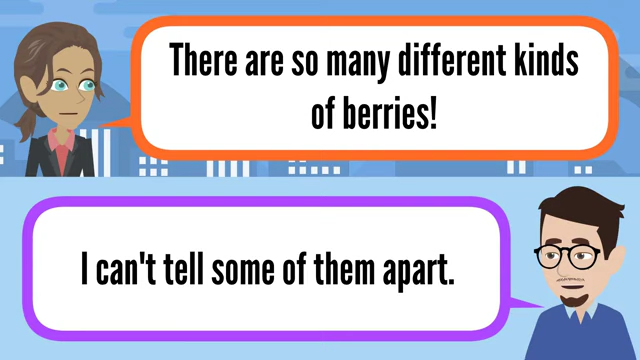 There are so many different kinds
of berries!
I can't tell some of them apart.